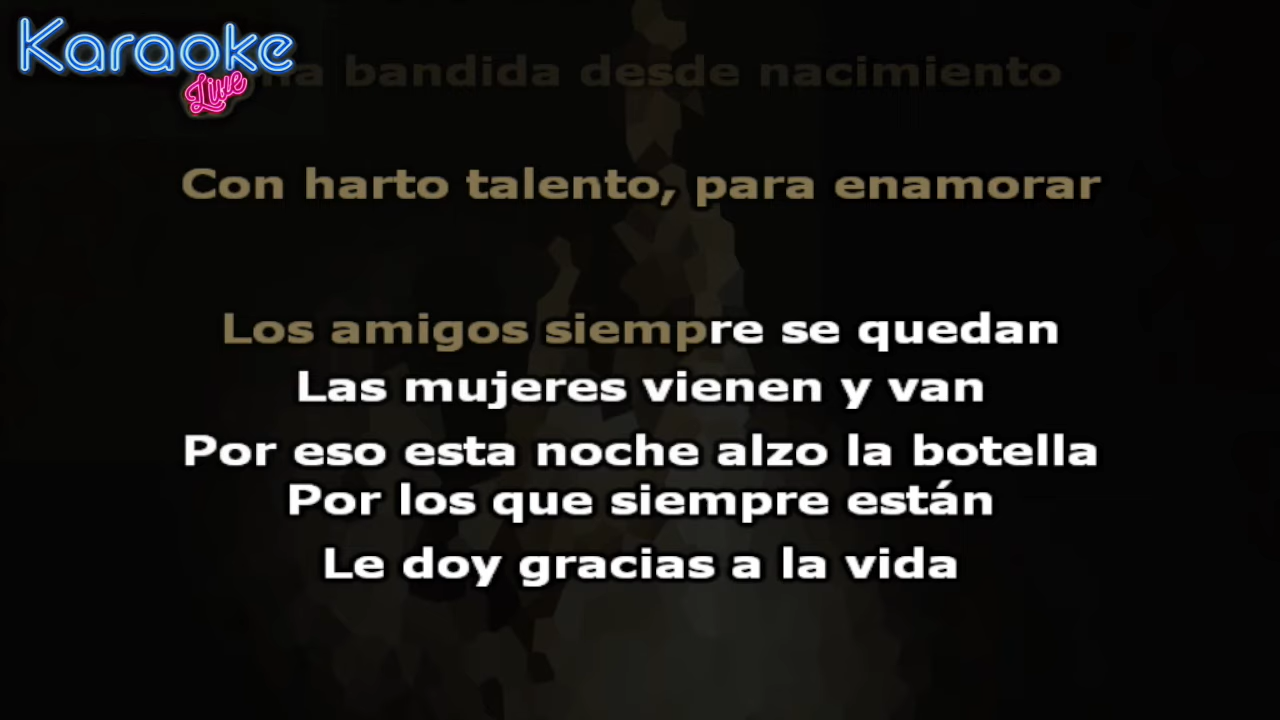 Karaoke
Live
bandida desde nacimiento
Con harto talento, para enamorar
Los amigos siempre se quedan
Las mujeres vienen y van
Por eso esta noche alzo la botella
Por los que siempre están
Le doy gracias a la vida